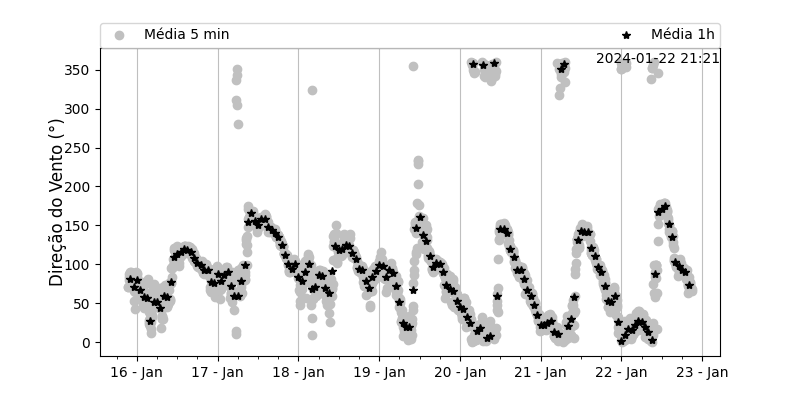 Média 5 min
Média 1h
2024-01-22 21:21
Direção do Vento (°)
350
300
250
200
150
100
50
0
16 - Jan
17 - Jan
18 - Jan
19 - Jan
20 - Jan
21 - Jan
22 - Jan
23 - Jan